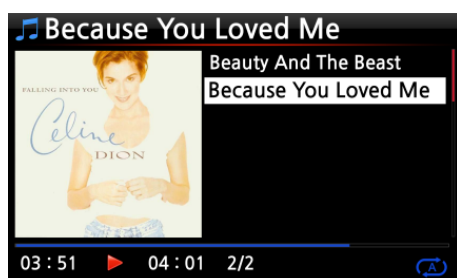 Because You Loved Me
FALLING INTO YOU
Celine
DION
Beauty And The Beast
Because You Loved Me
03 : 51 04 : 01 2/2
A